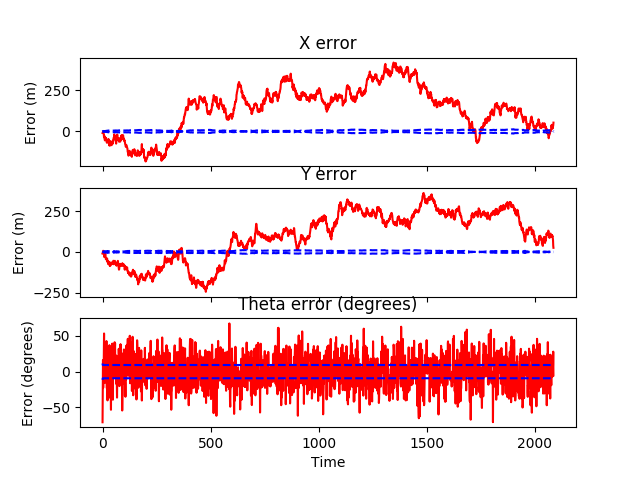 X error
Error (m)
250
0
Y error
Error (m)
250
0
−250
Theta error (degrees)
Error (degrees)
50
0
−50
0
500
1000
1500
2000
Time